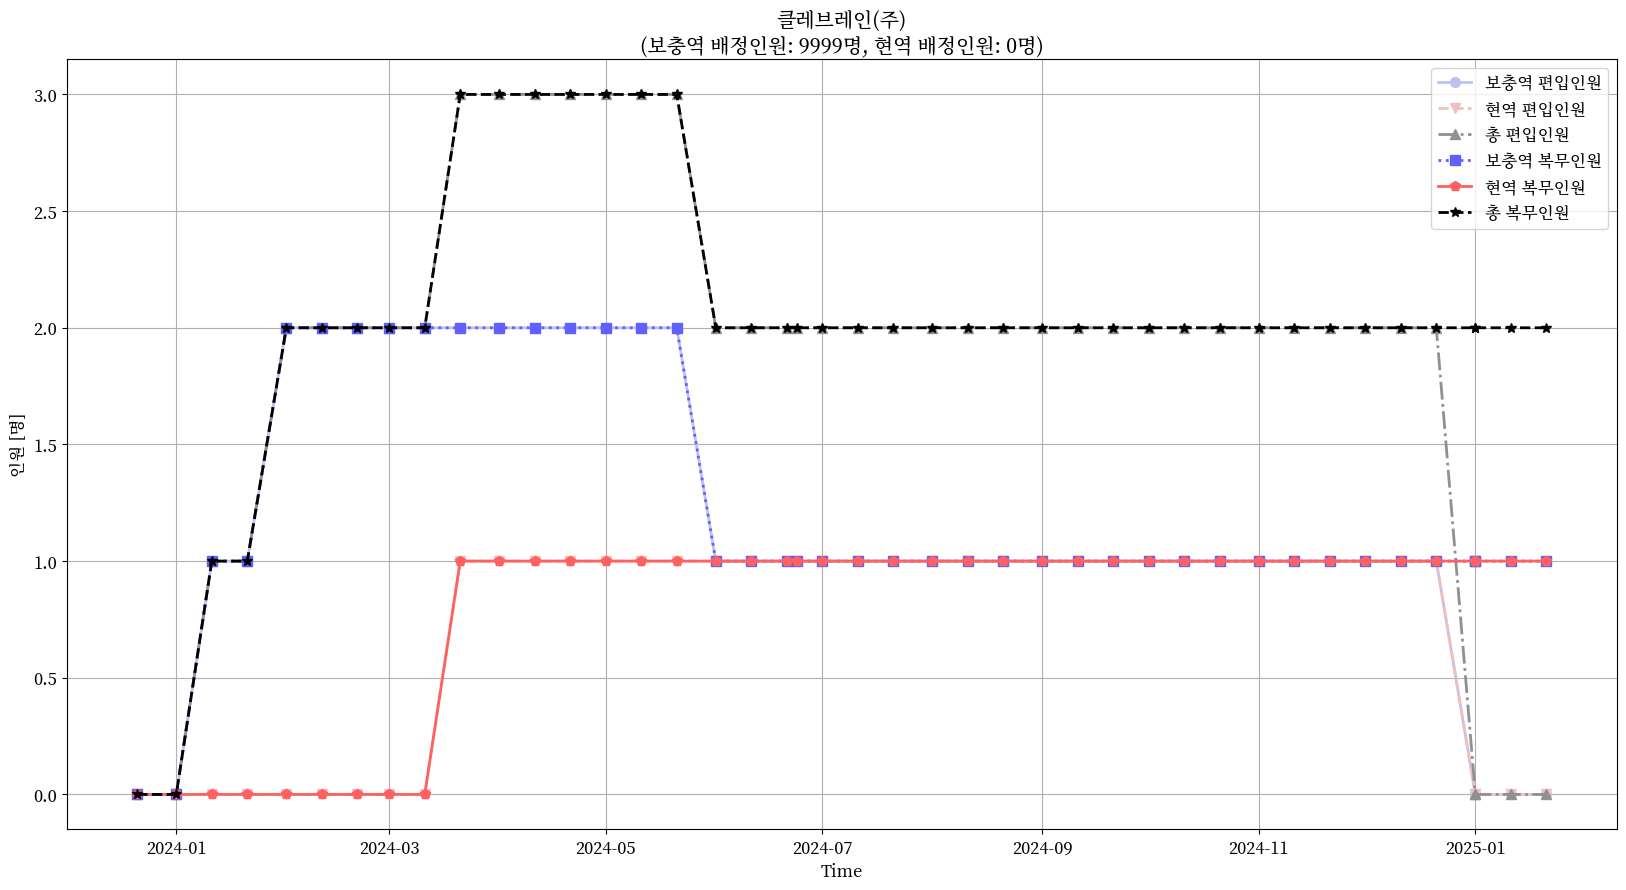 클레브레인(주)
(보충역 배정인원: 9999명, 현역 배정인원: 0명)
보충역 편입인원
현역 편입인원
총 편입인원
보충역 복무인원
현역 복무인원
총 복무인원
인원 [명]
3.0
2.5
2.0
1.5
1.0
0.5
0.0
2024-01 2024-03 2024-05 2024-07 2024-09 2024-11 2025-01
Time